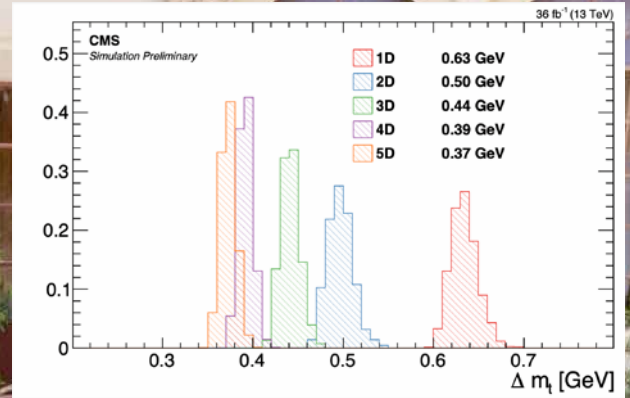 36 fb⁻¹ (13 TeV)
CMS
Simulation Preliminary
1D 0.63 GeV
2D 0.50 GeV
3D 0.44 GeV
4D 0.39 GeV
5D 0.37 GeV
0.5
0.4
0.3
0.2
0.1
0
0.3 0.4 0.5 0.6 0.7
Δ mₜ [GeV]